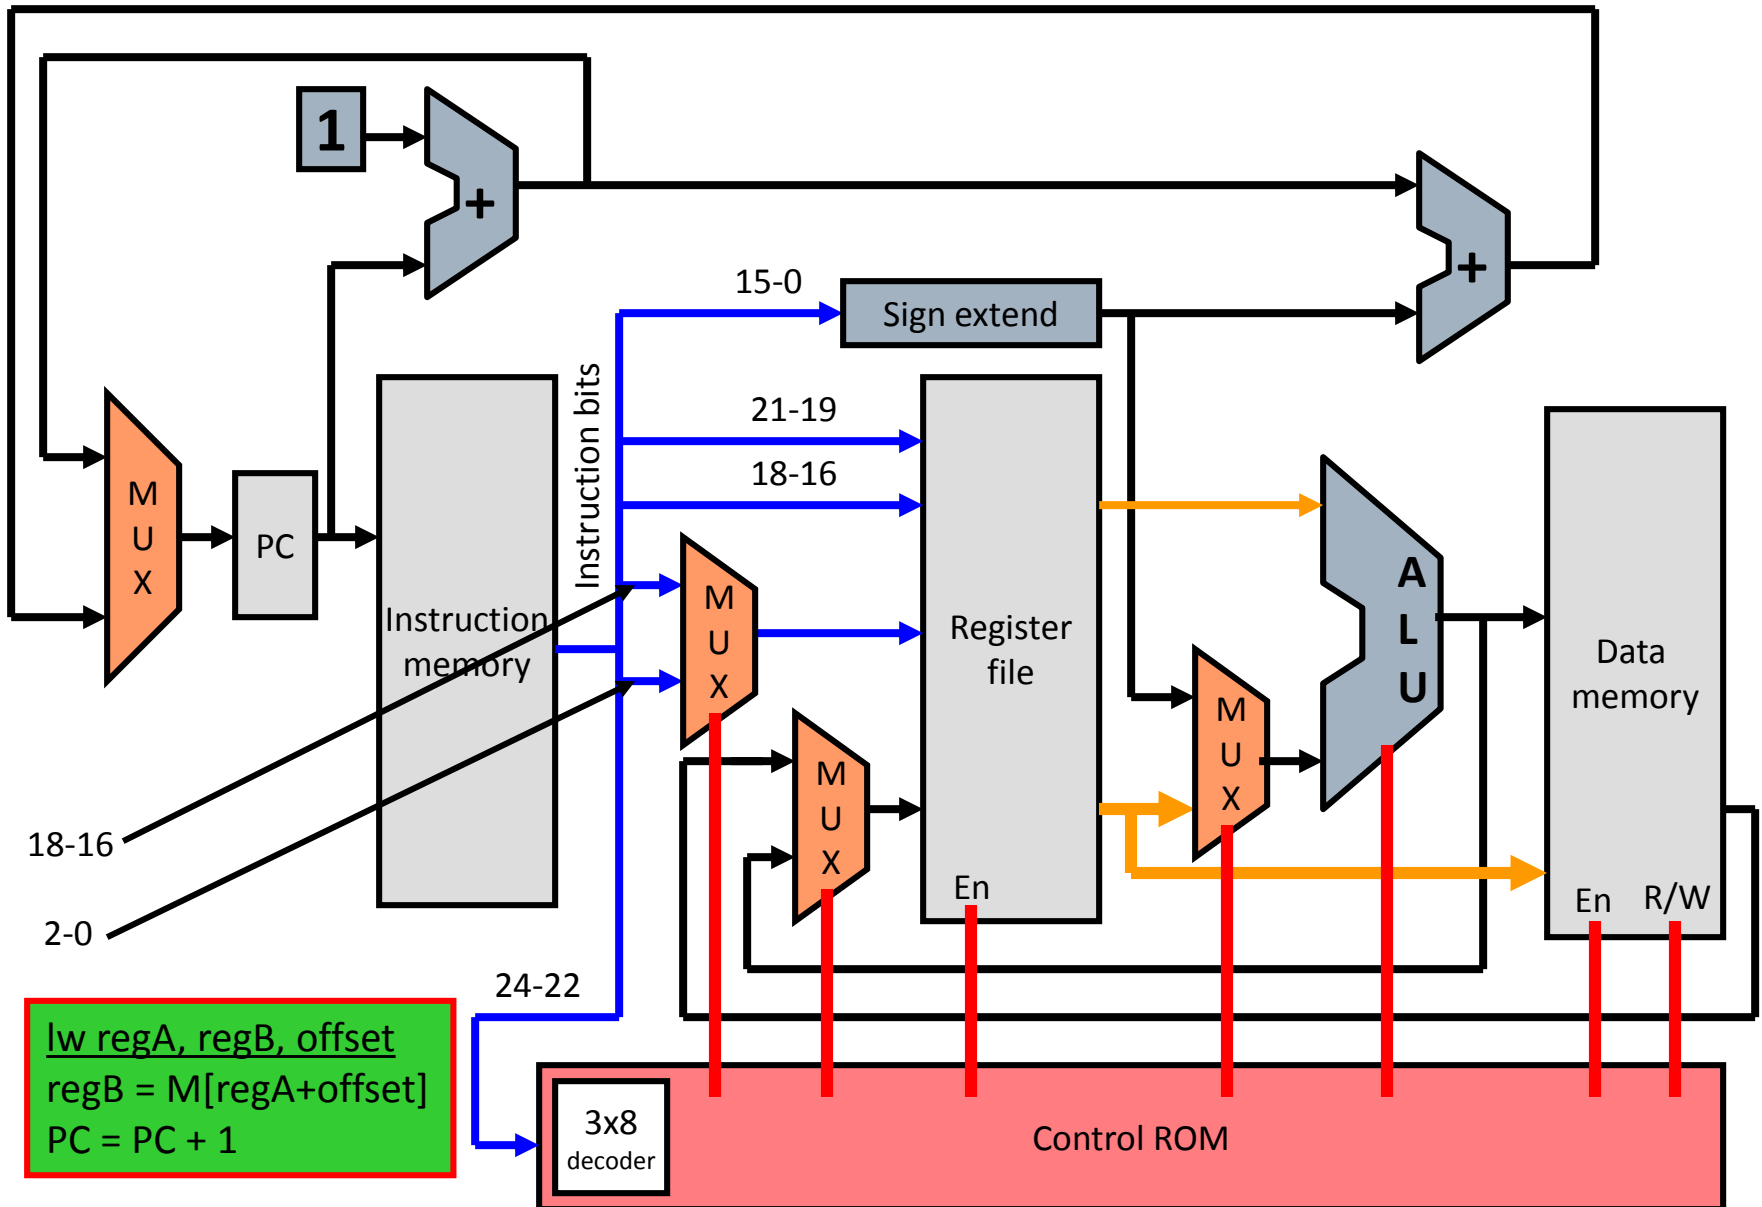 1
+
+
15-0
Sign extend
Instruction bits
21-19
18-16
M
U
X
PC
Instruction
memory
M
U
X
Register
file
En
A
L
U
M
U
X
M
U
X
Data
memory
En
R/W
18-16
2-0
24-22
lw regA, regB, offset
regB = M[regA+offset]
PC = PC + 1
3x8
decoder
Control ROM